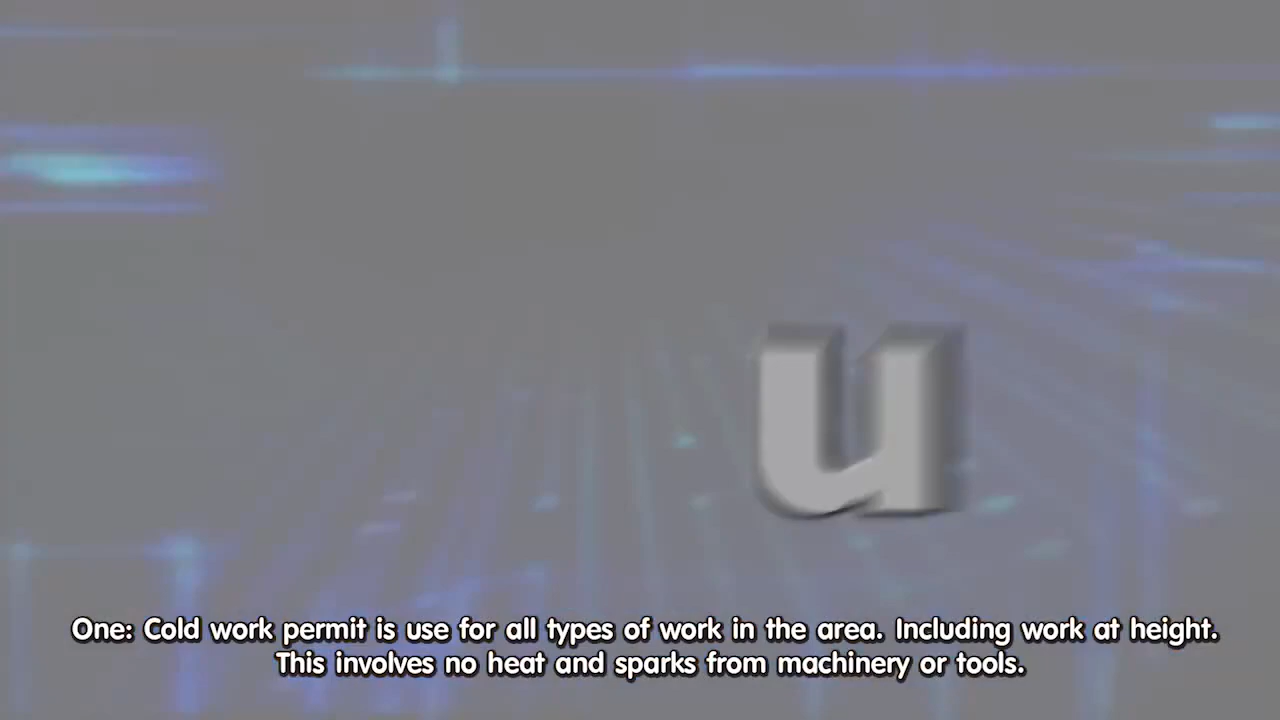 u
One: Cold work permit is use for all types of work in the area. Including work at height.
This involves no heat and sparks from machinery or tools.